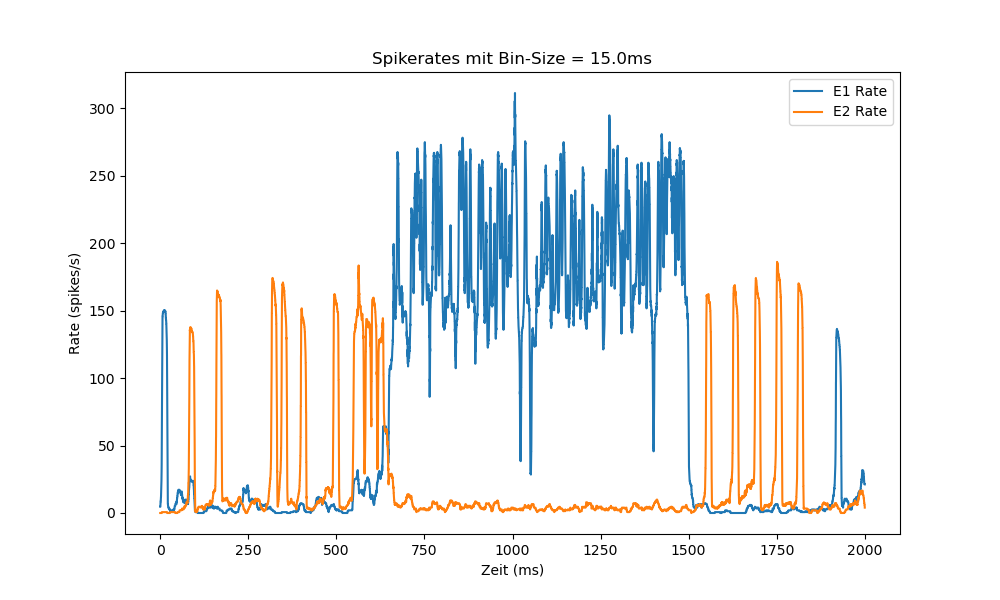 Spikerates mit Bin-Size = 15.0ms
E1 Rate
E2 Rate
Rate (spikes/s)
300
250
200
150
100
50
0
0 250 500 750 1000 1250 1500 1750 2000
Zeit (ms)